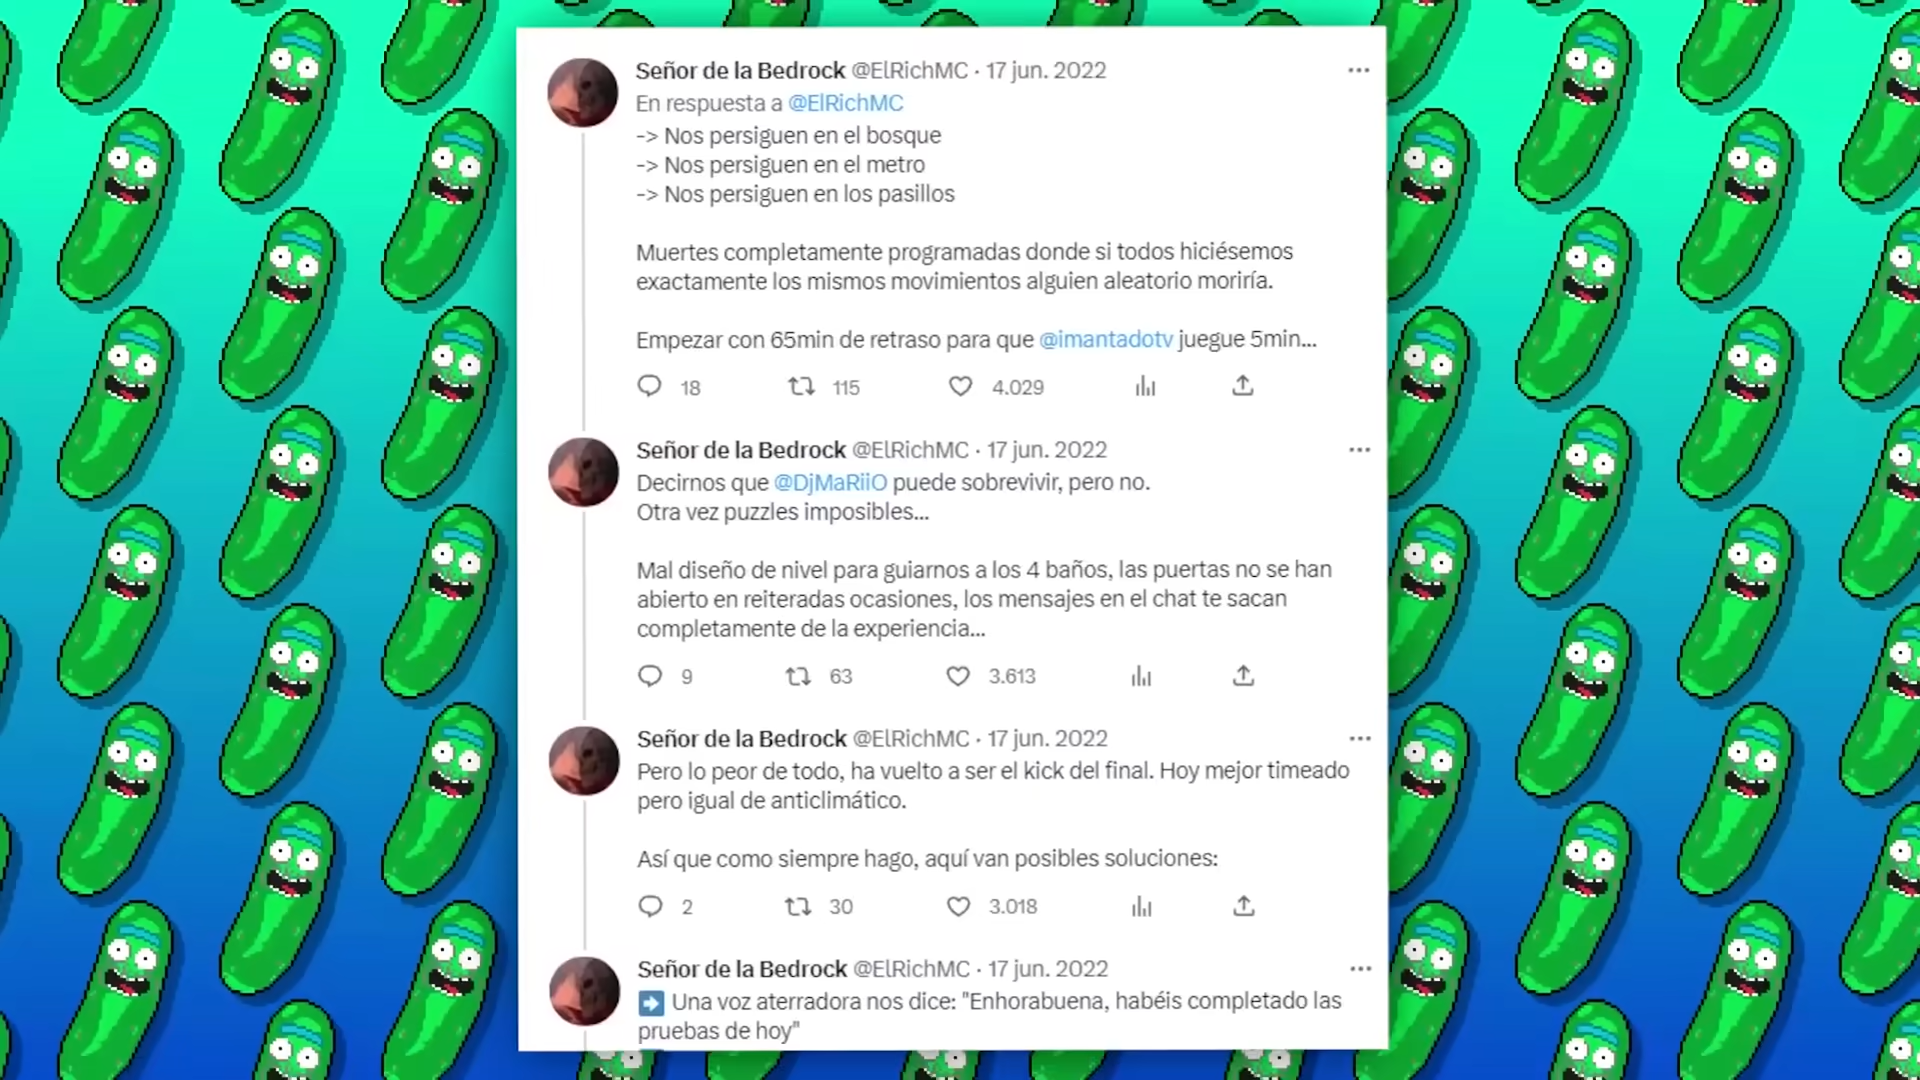 Señor de la Bedrock @ElRichMC · 17 jun. 2022
En respuesta a @ElRichMC
-> Nos persiguen en el bosque
-> Nos persiguen en el metro
-> Nos persiguen en los pasillos
Muertes completamente programadas donde si todos hiciésemos
exactamente los mismos movimientos alguien aleatorio moriría.
Empezar con 65min de retraso para que @imantadotv juegue 5min...
18 115 4.029
Señor de la Bedrock @ElRichMC · 17 jun. 2022
Decirnos que @DjMaRiiO puede sobrevivir, pero no.
Otra vez puzzles imposibles...
Mal diseño de nivel para guiarnos a los 4 baños, las puertas no se han
abierto en reiteradas ocasiones, los mensajes en el chat te sacan
completamente de la experiencia...
9 63 3.613
Señor de la Bedrock @ElRichMC · 17 jun. 2022
Pero lo peor de todo, ha vuelto a ser el kick del final. Hoy mejor timeado
pero igual de anticlimático.
Así que como siempre hago, aquí van posibles soluciones:
2 30 3.018
Señor de la Bedrock @ElRichMC · 17 jun. 2022
➡️ Una voz aterradora nos dice: "Enhorabuena, habéis completado las
pruebas de hoy"